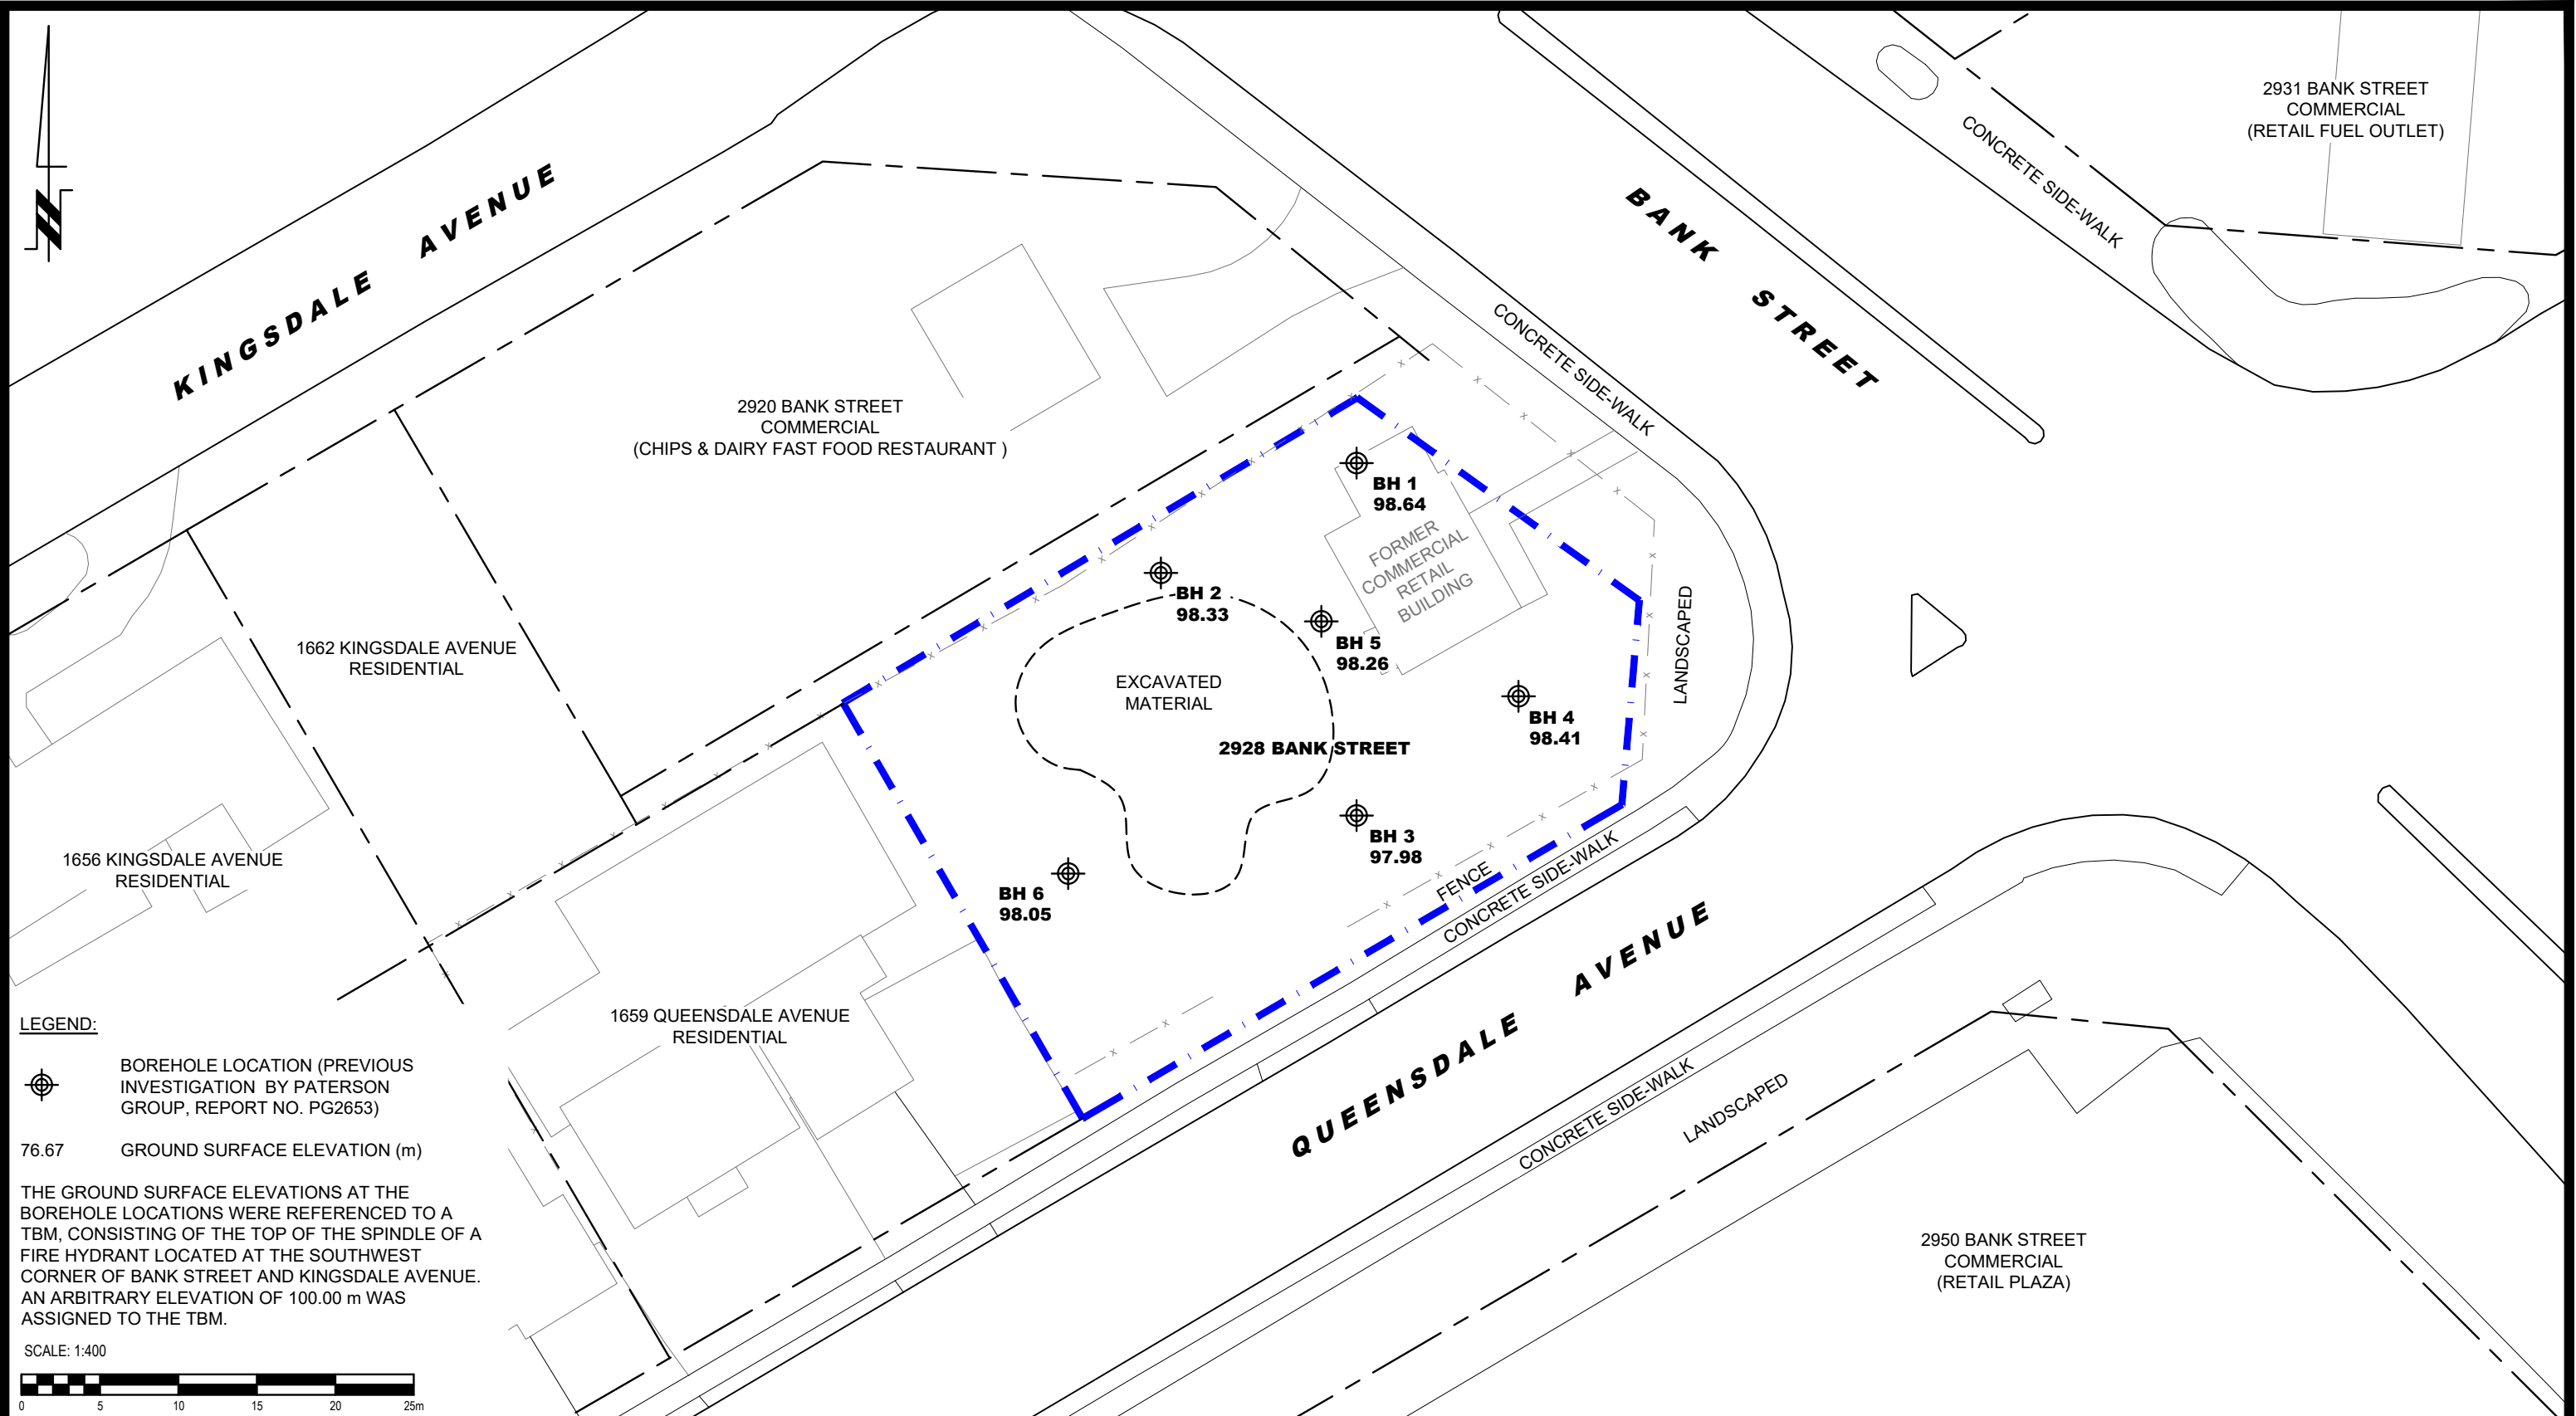 N
KINGSDALE AVENUE
BANK STREET
2931 BANK STREET
COMMERCIAL
(RETAIL FUEL OUTLET)
CONCRETE SIDE-WALK
CONCRETE SIDE-WALK
2920 BANK STREET
COMMERCIAL
(CHIPS & DAIRY FAST FOOD RESTAURANT )
BH 1
98.64
FORMER
COMMERCIAL
RETAIL
BUILDING
BH 2
98.33
BH 5
98.26
LANDSCAPED
1662 KINGSDALE AVENUE
RESIDENTIAL
EXCAVATED
MATERIAL
BH 4
98.41
2928 BANK STREET
BH 3
97.98
1656 KINGSDALE AVENUE
RESIDENTIAL
BH 6
98.05
FENCE
CONCRETE SIDE-WALK
QUEENSDALE AVENUE
1659 QUEENSDALE AVENUE
RESIDENTIAL
CONCRETE SIDE-WALK
LANDSCAPED
2950 BANK STREET
COMMERCIAL
(RETAIL PLAZA)
LEGEND:
BOREHOLE LOCATION (PREVIOUS
INVESTIGATION BY PATERSON
GROUP, REPORT NO. PG2653)
76.67 GROUND SURFACE ELEVATION (m)
THE GROUND SURFACE ELEVATIONS AT THE
BOREHOLE LOCATIONS WERE REFERENCED TO A
TBM, CONSISTING OF THE TOP OF THE SPINDLE OF A
FIRE HYDRANT LOCATED AT THE SOUTHWEST
CORNER OF BANK STREET AND KINGSDALE AVENUE.
AN ARBITRARY ELEVATION OF 100.00 m WAS
ASSIGNED TO THE TBM.
SCALE: 1:400
0 5 10 15 20 25m